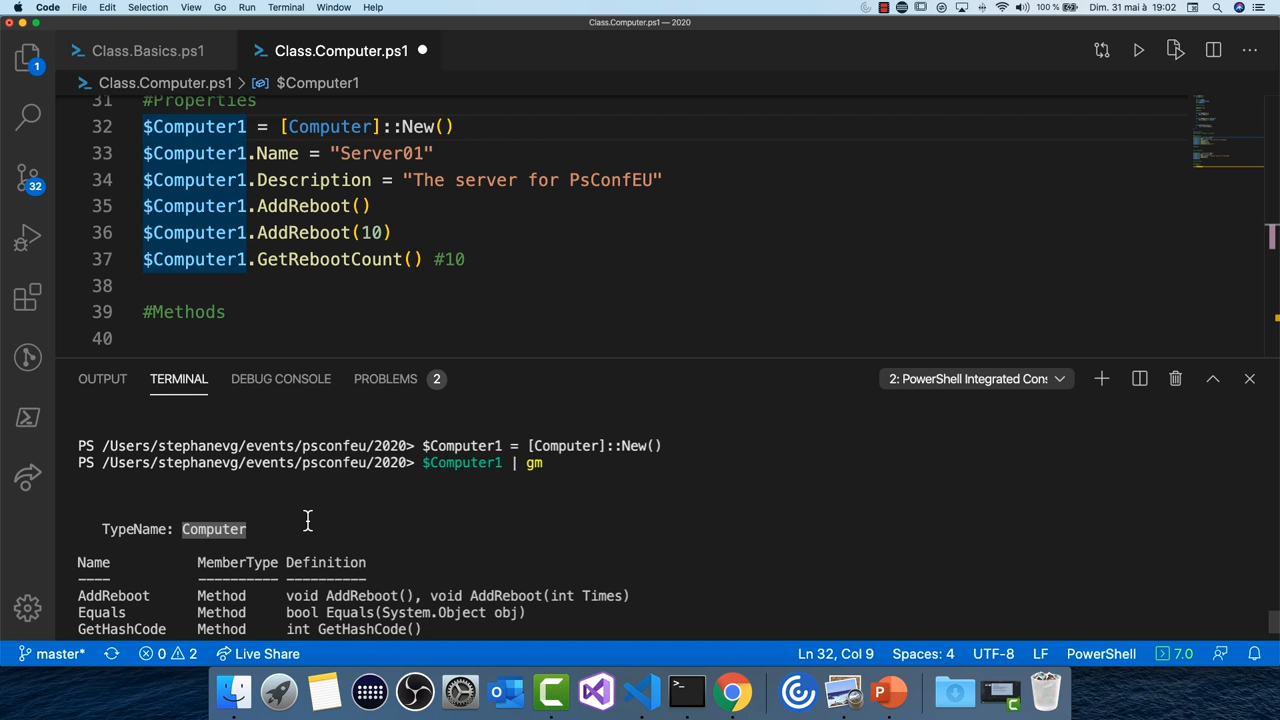 Code File Edit Selection View Go Run Terminal Window Help 100 % Dim. 31 mai à 19:02
Class.Computer.ps1 — 2020
Class.Basics.ps1 Class.Computer.ps1
Class.Computer.ps1 > $Computer1
1
32
31 #Properties
32 $Computer1 = [Computer]::New()
33 $Computer1.Name = "Server01"
34 $Computer1.Description = "The server for PsConfEU"
35 $Computer1.AddReboot()
36 $Computer1.AddReboot(10)
37 $Computer1.GetRebootCount() #10
38
39 #Methods
40
OUTPUT TERMINAL DEBUG CONSOLE PROBLEMS 2 2: PowerShell Integrated Cons
PS /Users/stephanevg/events/psconfeu/2020> $Computer1 = [Computer]::New()
PS /Users/stephanevg/events/psconfeu/2020> $Computer1 | gm
TypeName: Computer
Name MemberType Definition
---- ---------- ----------
AddReboot Method void AddReboot(), void AddReboot(int Times)
Equals Method bool Equals(System.Object obj)
GetHashCode Method int GetHashCode()
master* 0 2 Live Share Ln 32, Col 9 Spaces: 4 UTF-8 LF PowerShell 7.0